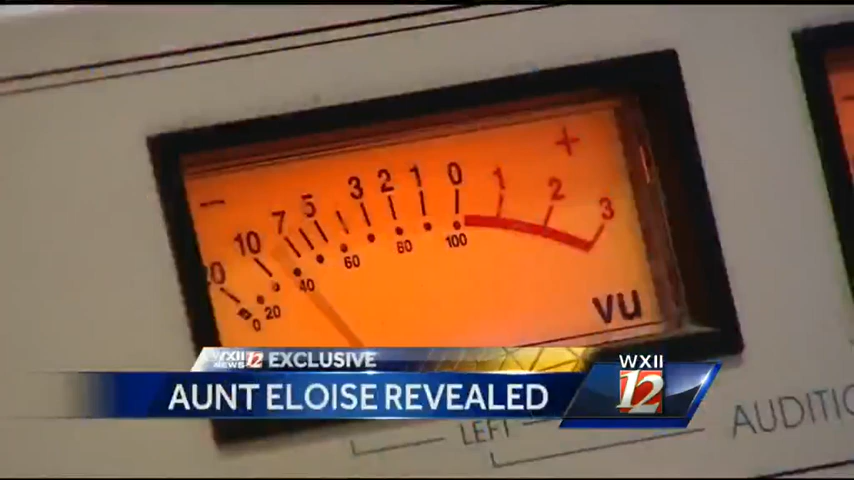 − +
20 10 7 5 3 2 1 0 1 2 3
0 20 40 60 80 100
VU
WXII 12 NEWS EXCLUSIVE
AUNT ELOISE REVEALED
WXII
12
LEFT
AUDITIO